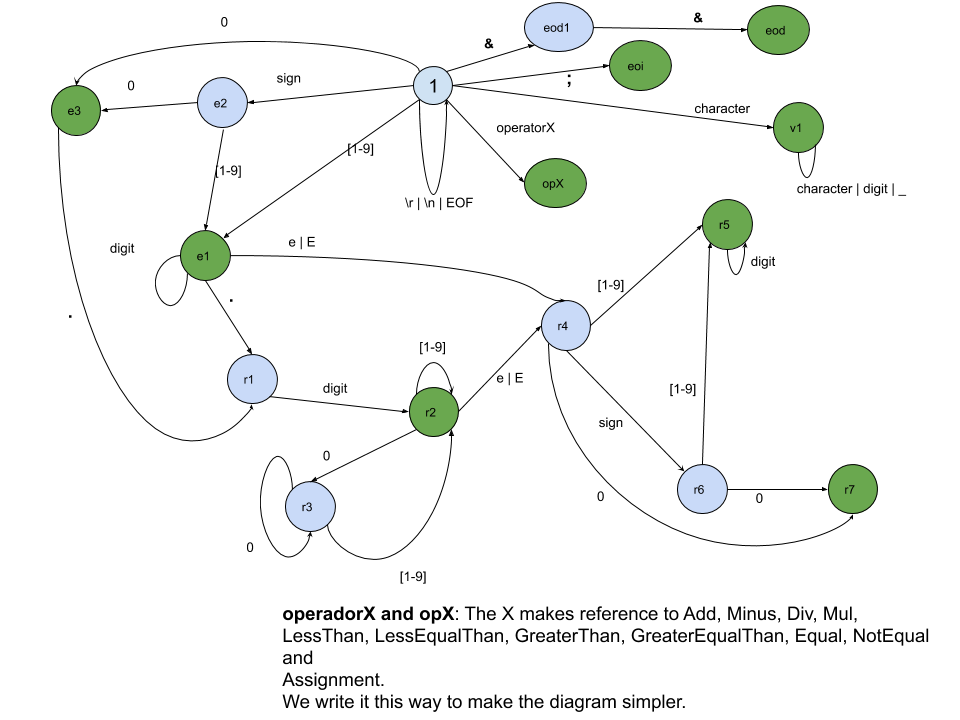 0
&
eod1
&
eod
eoi
;
sign
1
0
e3
e2
character
v1
operatorX
[1-9]
[1-9]
opX
character | digit | _
\r | \n | EOF
r5
digit
e | E
e1
digit
[1-9]
.
.
r4
[1-9]
r1
e | E
digit
[1-9]
r2
sign
0
r6
0
r7
0
r3
0
[1-9]
operadorX and opX: The X makes reference to Add, Minus, Div, Mul,
LessThan, LessEqualThan, GreaterThan, GreaterEqualThan, Equal, NotEqual
and
Assignment.
We write it this way to make the diagram simpler.